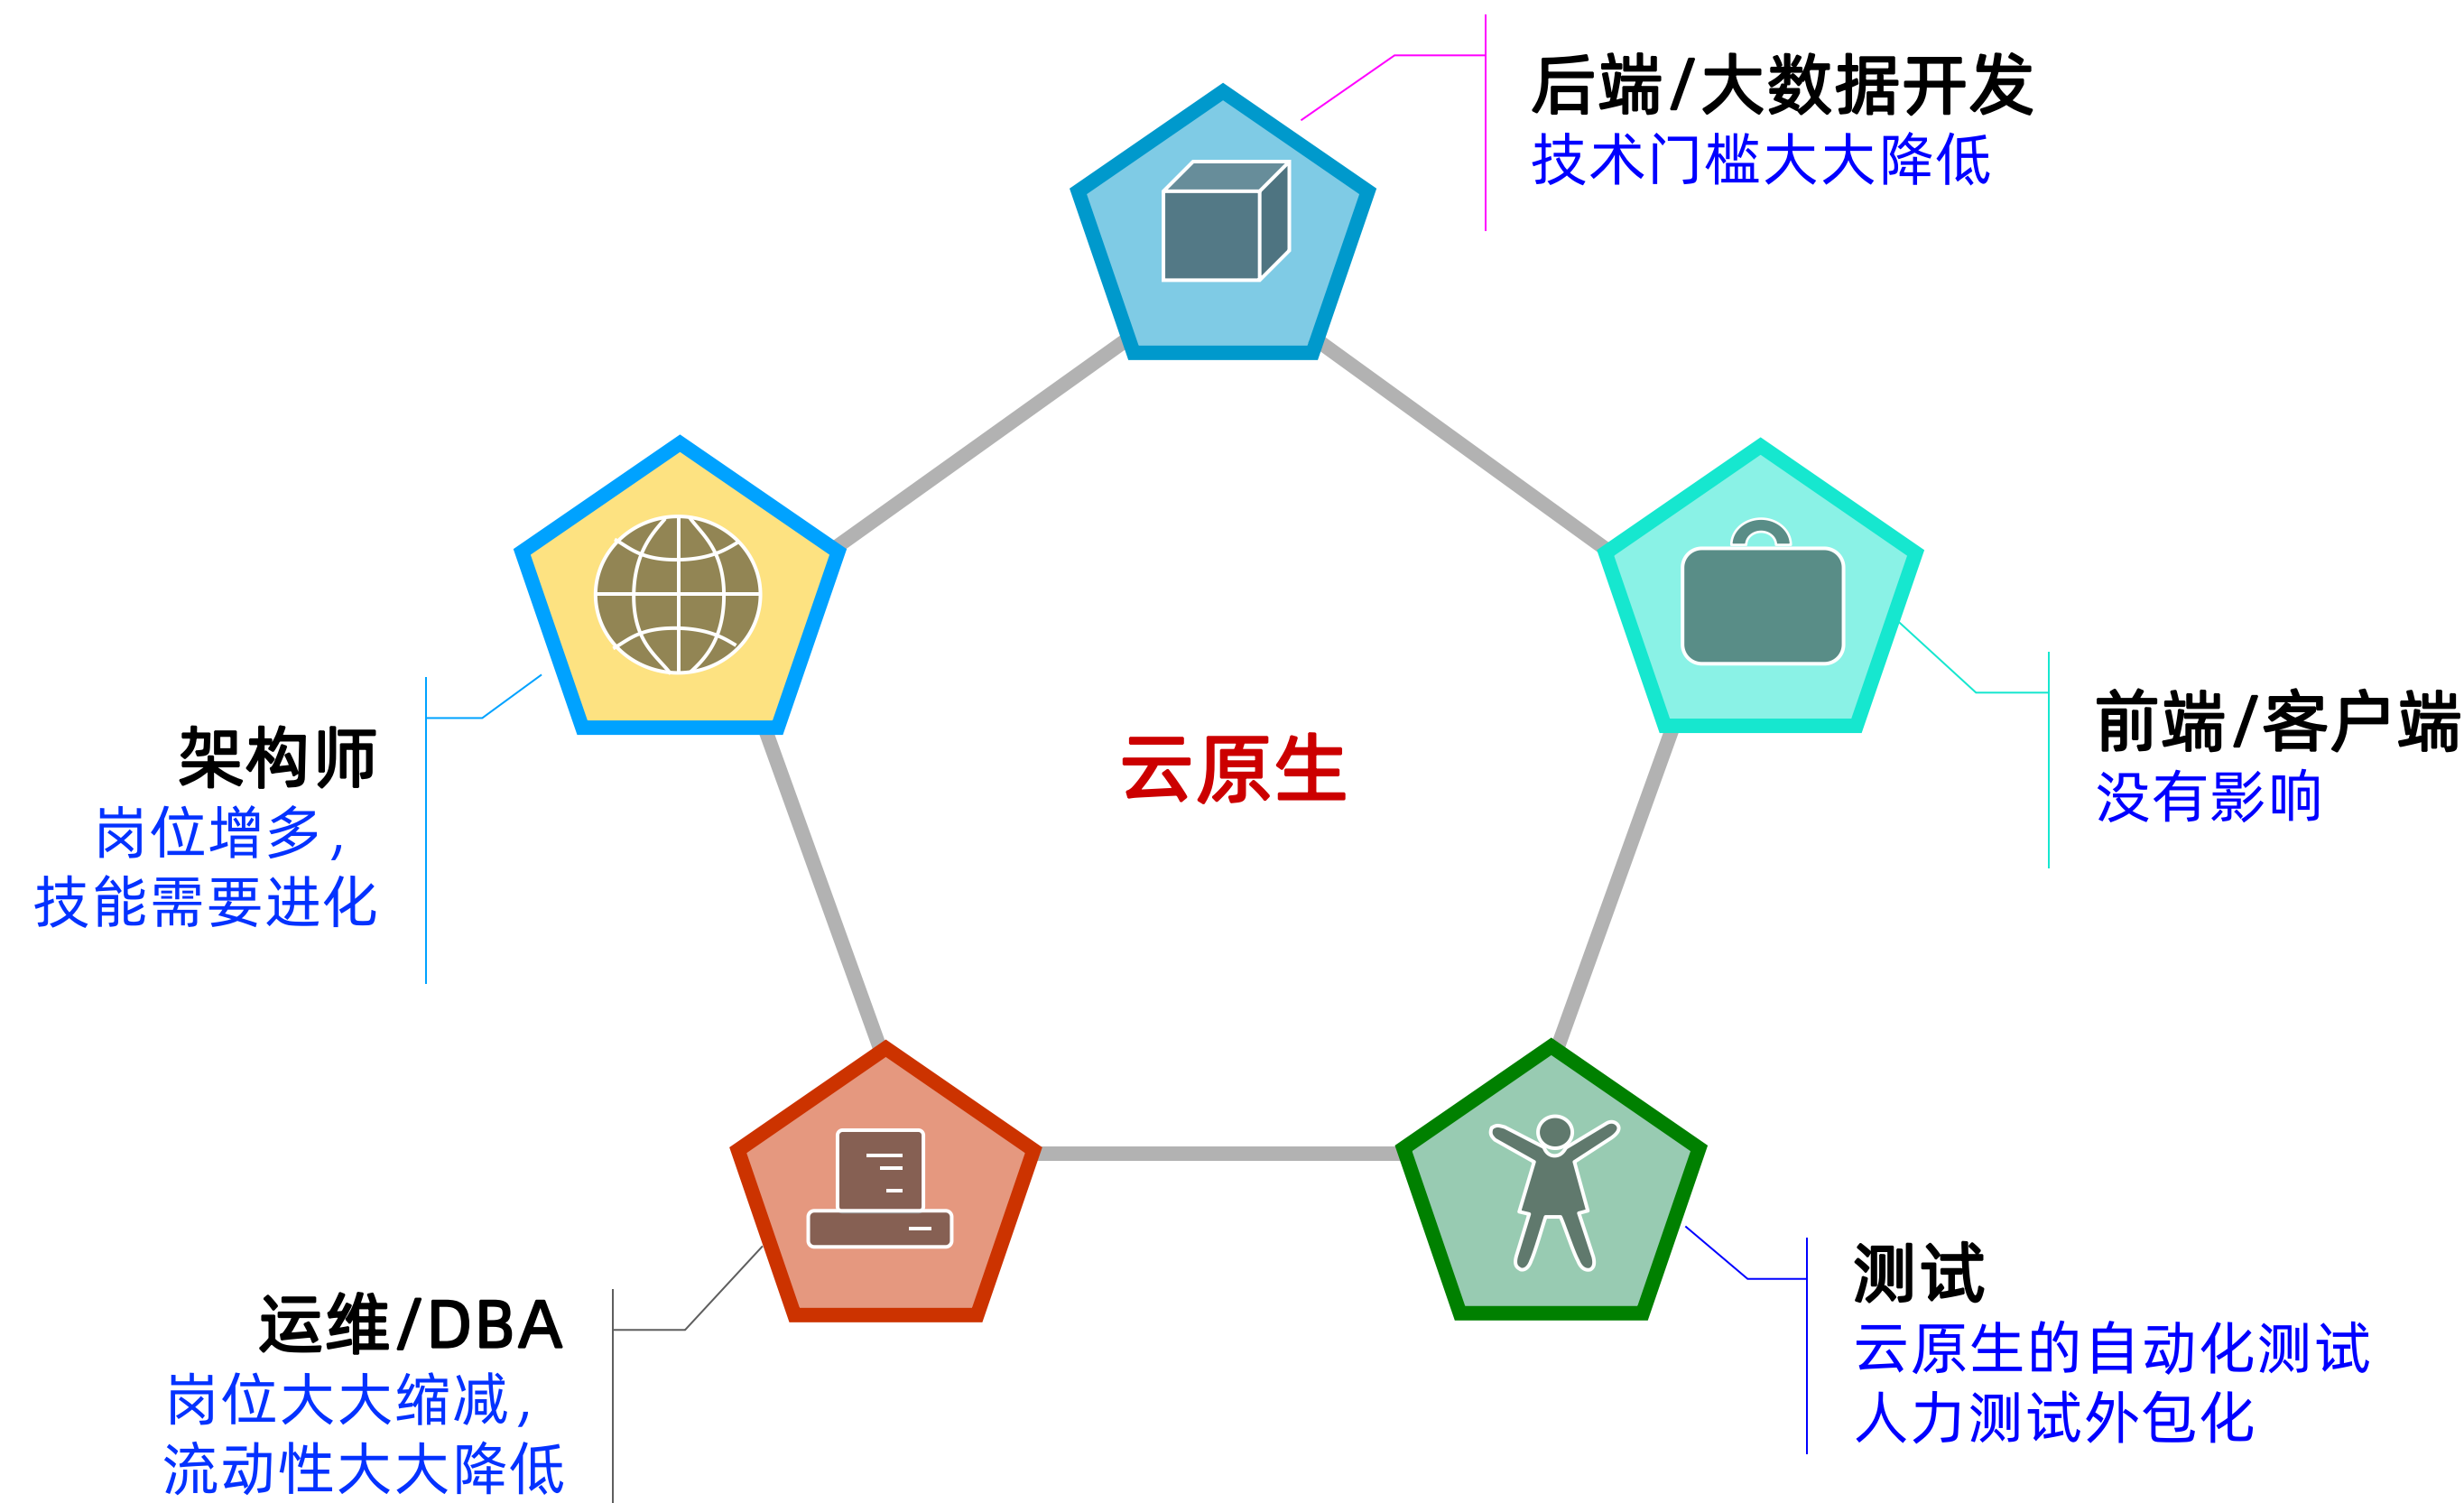 后端/大数据开发
技术门槛大大降低
架构师
岗位增多，
技能需要进化
云原生
前端/客户端
没有影响
运维/DBA
岗位大大缩减，
流动性大大降低
测试
云原生的自动化测试
人力测试外包化